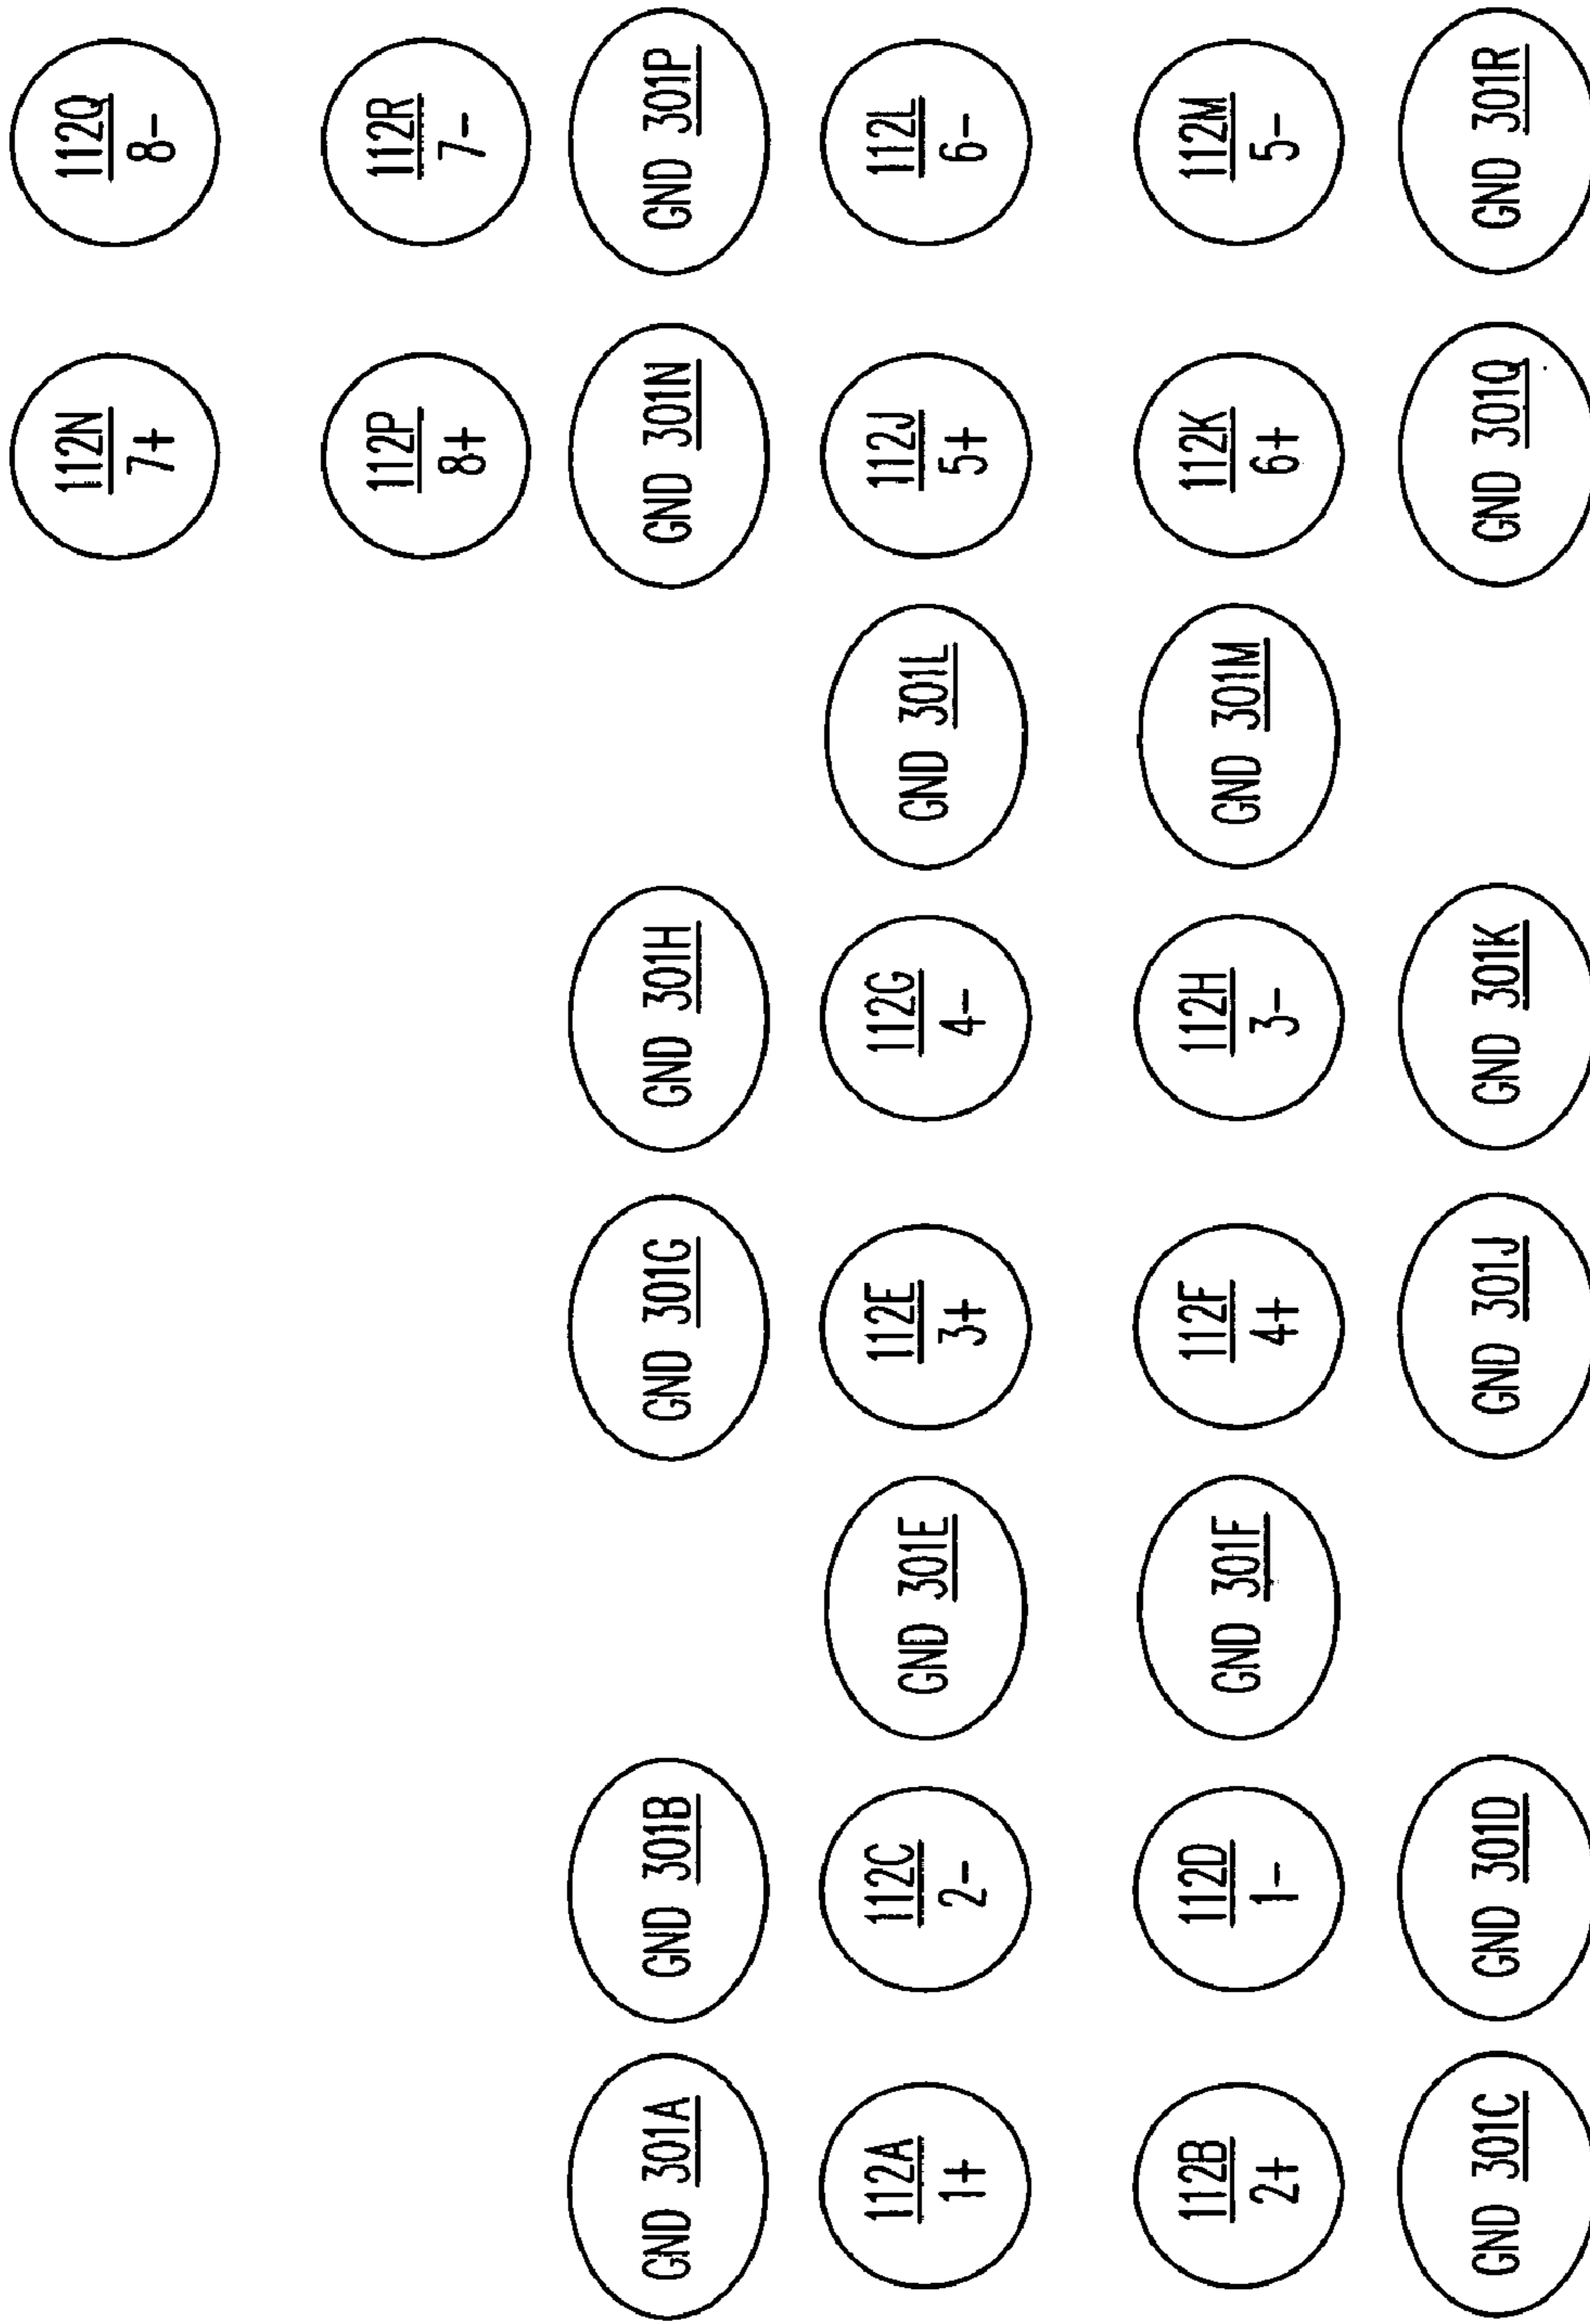 112N
7+
112Q
8-
112P
8+
112R
7-
GND 301A
GND 301B
GND 301G
GND 301H
GND 301N
GND 301P
112A
1+
112C
2-
GND 301E
112E
3+
112G
4-
GND 301L
112J
5+
112L
6-
112B
2+
112D
1-
GND 301F
112F
4+
112H
3-
GND 301M
112K
6+
112M
5-
GND 301C
GND 301D
GND 301J
GND 301K
GND 301Q
GND 301R